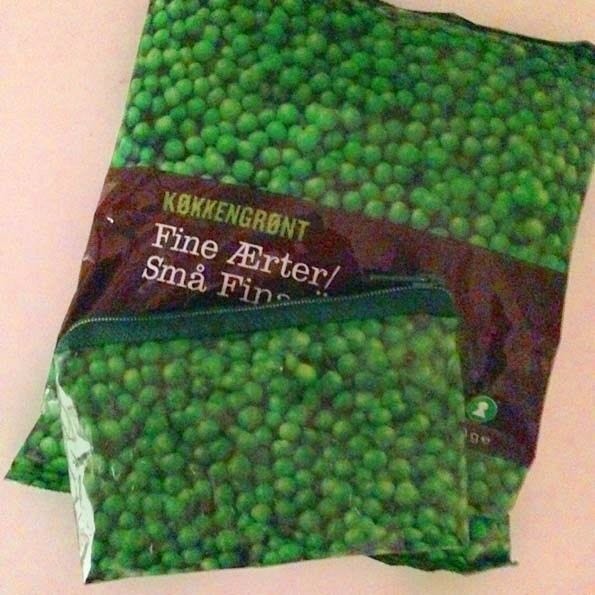 KØKKENGRØNT
Fine Ærter/
Små